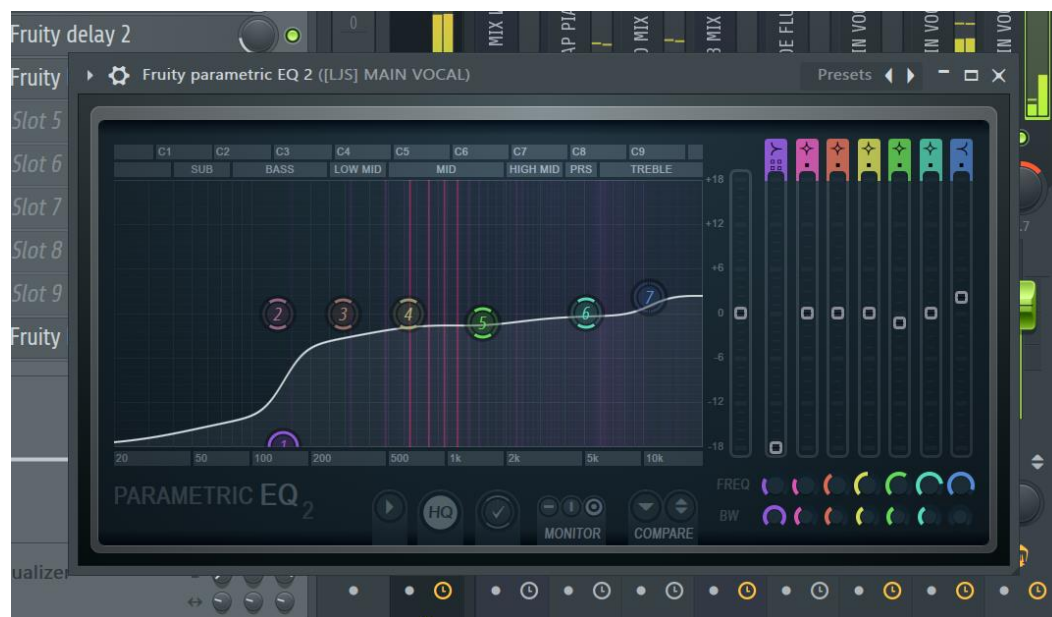 Fruity delay 2
0
MIX
AP PIA
O MIX
B MIX
DE FLU
IN VOC
IN VOC
IN VO
Fruity
Fruity parametric EQ 2 ([LJS] MAIN VOCAL)
Presets
Slot 5
Slot 6
Slot 7
Slot 8
Slot 9
Fruity
C1 C2 C3 C4 C5 C6 C7 C8 C9
SUB BASS LOW MID MID HIGH MID PRS TREBLE
+18
+12
+6
0
-6
-12
-18
2 3 4 5 6 7
1
20 50 100 200 500 1k 2k 5k 10k
PARAMETRIC EQ 2
HQ
MONITOR
COMPARE
FREQ
BW
ualizer